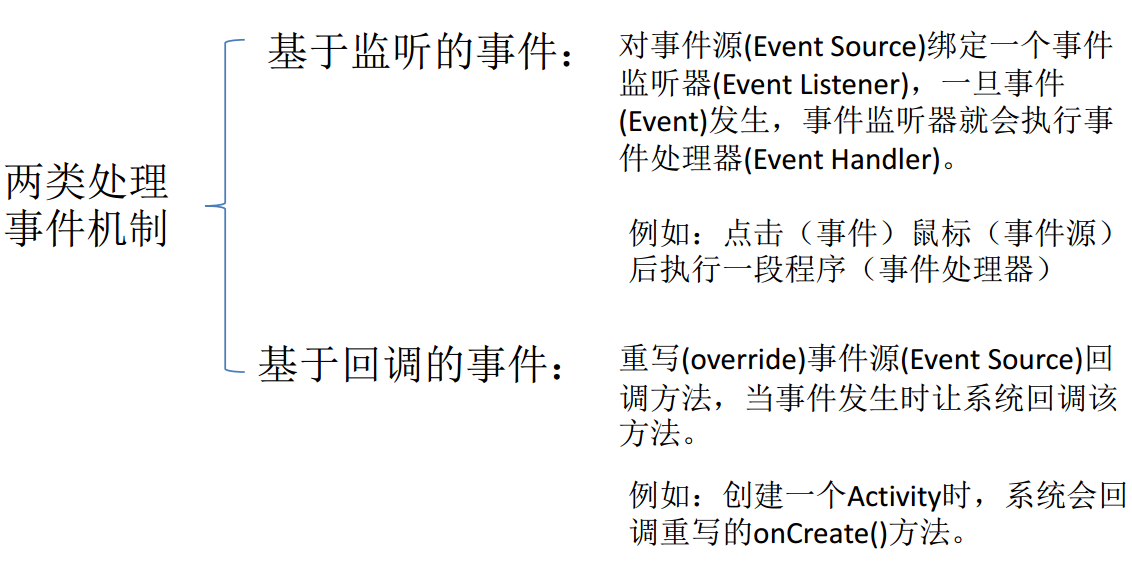 两类处理
事件机制
基于监听的事件：
对事件源(Event Source)绑定一个事件
监听器(Event Listener)，一旦事件
(Event)发生，事件监听器就会执行事
件处理器(Event Handler)。
例如：点击（事件）鼠标（事件源）
后执行一段程序（事件处理器）
基于回调的事件：
重写(override)事件源(Event Source)回
调方法，当事件发生时让系统回调该
方法。
例如：创建一个Activity时，系统会回
调重写的onCreate()方法。